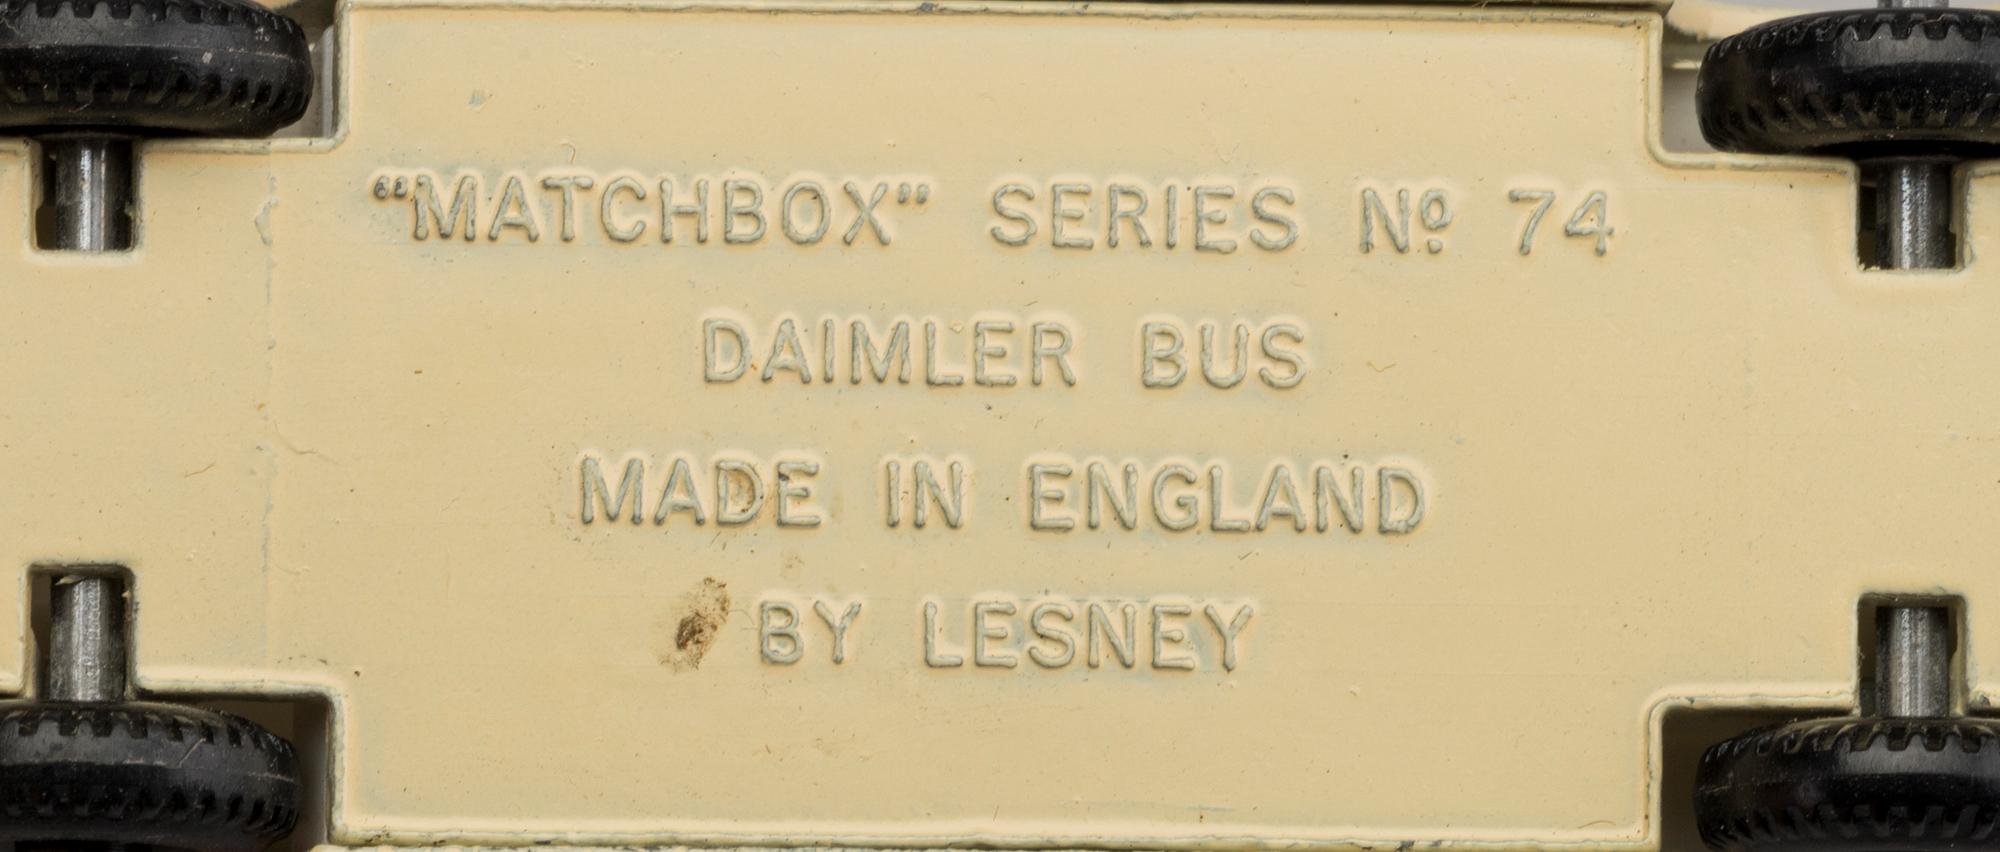 “MATCHBOX” SERIES Nº 74
DAIMLER BUS
MADE IN ENGLAND
BY LESNEY